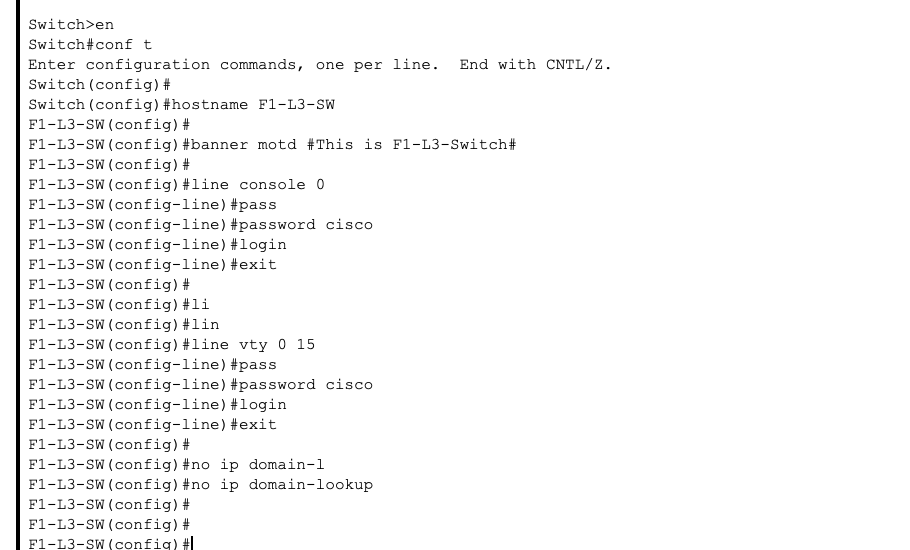 Switch>en
Switch#conf t
Enter configuration commands, one per line.  End with CNTL/Z.
Switch(config)#
Switch(config)#hostname F1-L3-SW
F1-L3-SW(config)#
F1-L3-SW(config)#banner motd #This is F1-L3-Switch#
F1-L3-SW(config)#
F1-L3-SW(config)#line console 0
F1-L3-SW(config-line)#pass
F1-L3-SW(config-line)#password cisco
F1-L3-SW(config-line)#login
F1-L3-SW(config-line)#exit
F1-L3-SW(config)#
F1-L3-SW(config)#li
F1-L3-SW(config)#lin
F1-L3-SW(config)#line vty 0 15
F1-L3-SW(config-line)#pass
F1-L3-SW(config-line)#password cisco
F1-L3-SW(config-line)#login
F1-L3-SW(config-line)#exit
F1-L3-SW(config)#
F1-L3-SW(config)#no ip domain-l
F1-L3-SW(config)#no ip domain-lookup
F1-L3-SW(config)#
F1-L3-SW(config)#
F1-L3-SW(config)#